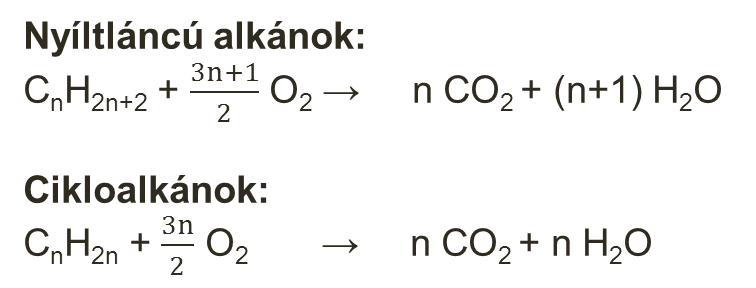 Nyíltláncú alkánok:
CₙH₂ₙ₊₂ + (3n+1)/2 O₂ → n CO₂ + (n+1) H₂O
Cikloalkánok:
CₙH₂ₙ + 3n/2 O₂ → n CO₂ + n H₂O